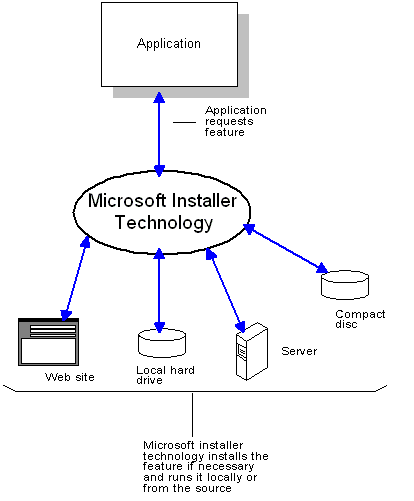 Application
Application
requests
feature
Microsoft Installer
Technology
Compact
disc
Server
Local hard
drive
Web site
Microsoft installer
technology installs the
feature if necessary
and runs it locally or
from the source